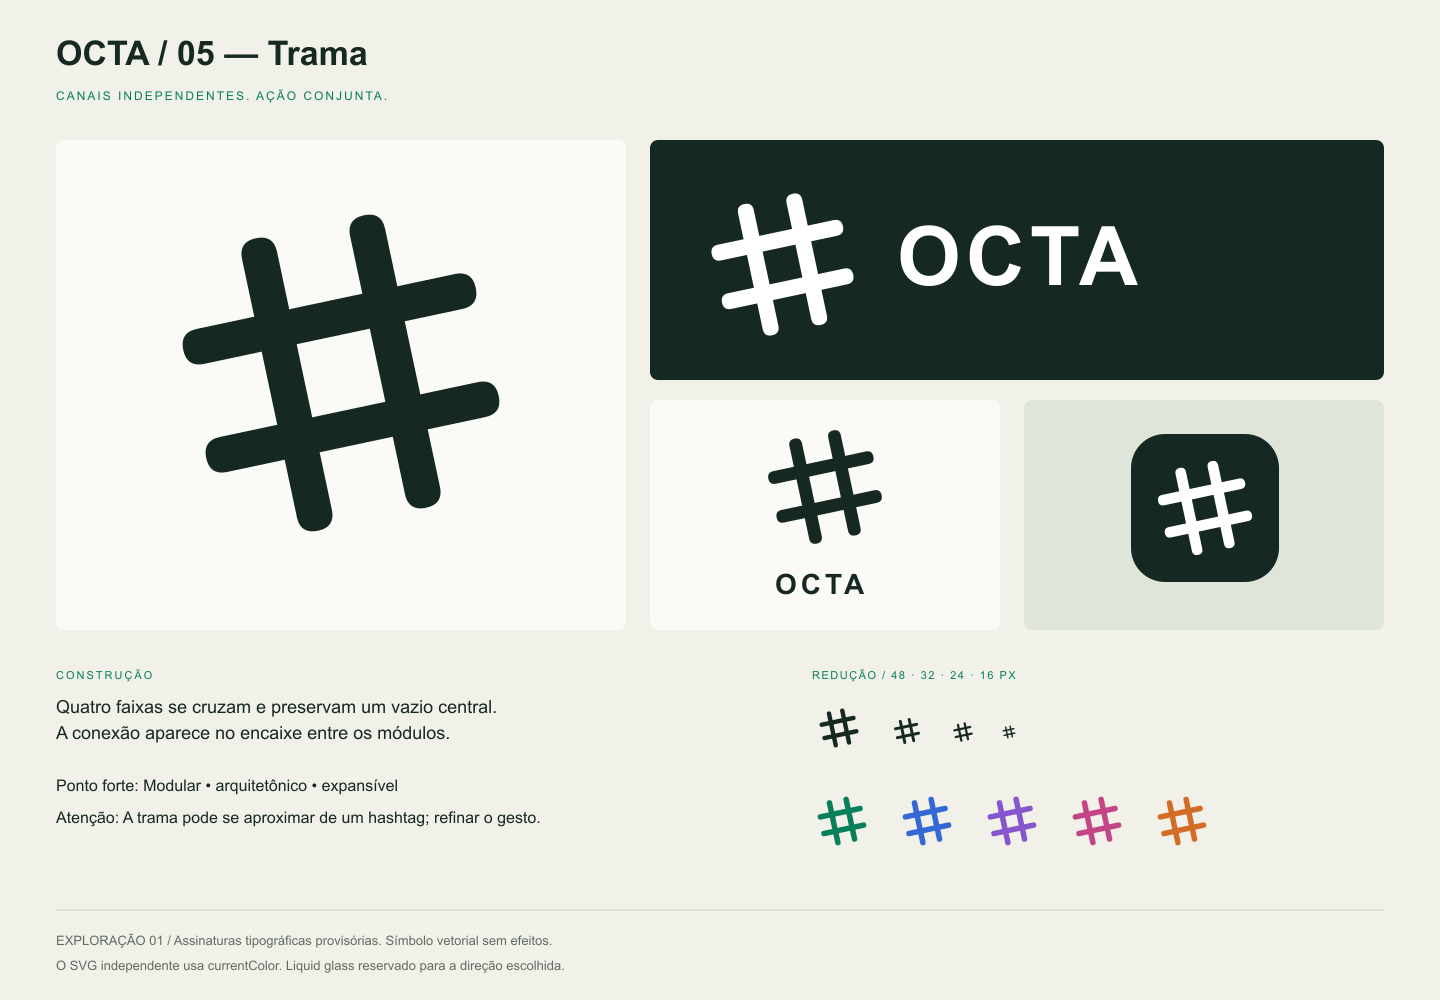 OCTA / 05 — Trama
CANAIS INDEPENDENTES. AÇÃO CONJUNTA.
OCTA
OCTA
CONSTRUÇÃO
Quatro faixas se cruzam e preservam um vazio central.
A conexão aparece no encaixe entre os módulos.
Ponto forte: Modular • arquitetônico • expansível
Atenção: A trama pode se aproximar de um hashtag; refinar o gesto.
REDUÇÃO / 48 · 32 · 24 · 16 PX
EXPLORAÇÃO 01 / Assinaturas tipográficas provisórias. Símbolo vetorial sem efeitos.
O SVG independente usa currentColor. Liquid glass reservado para a direção escolhida.